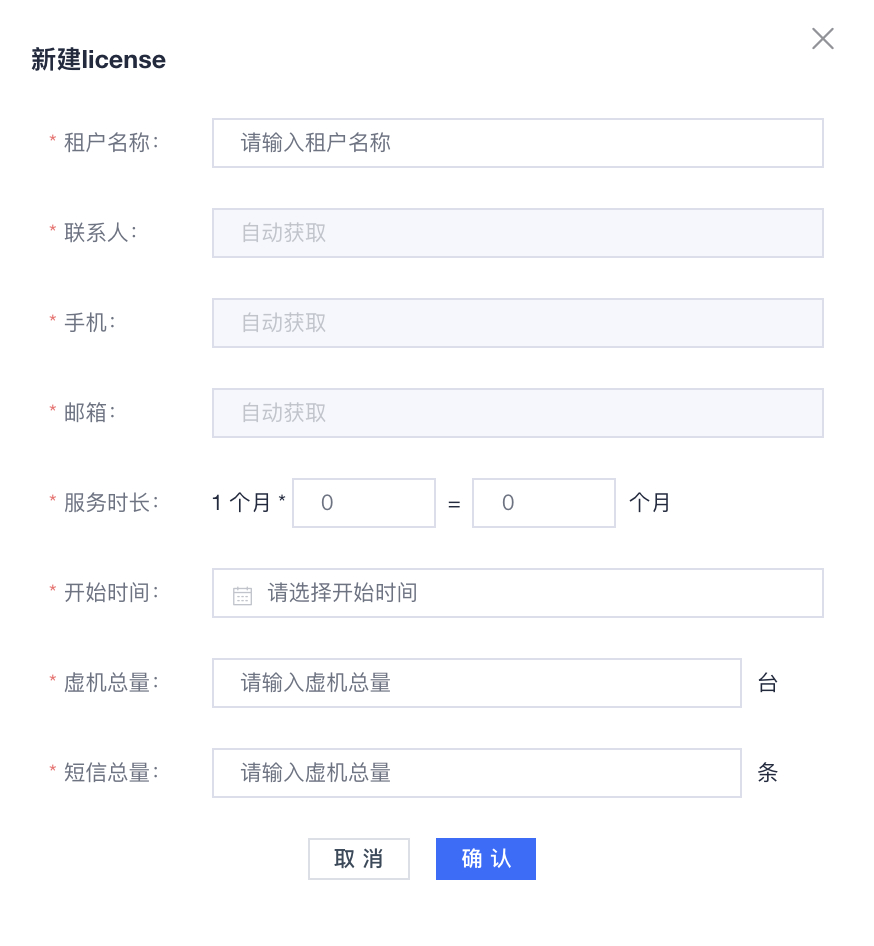 新建license
* 租户名称： 请输入租户名称
* 联系人： 自动获取
* 手机： 自动获取
* 邮箱： 自动获取
* 服务时长： 1 个月 * 0 = 0 个月
* 开始时间： 请选择开始时间
* 虚机总量： 请输入虚机总量 台
* 短信总量： 请输入虚机总量 条
取 消 确 认